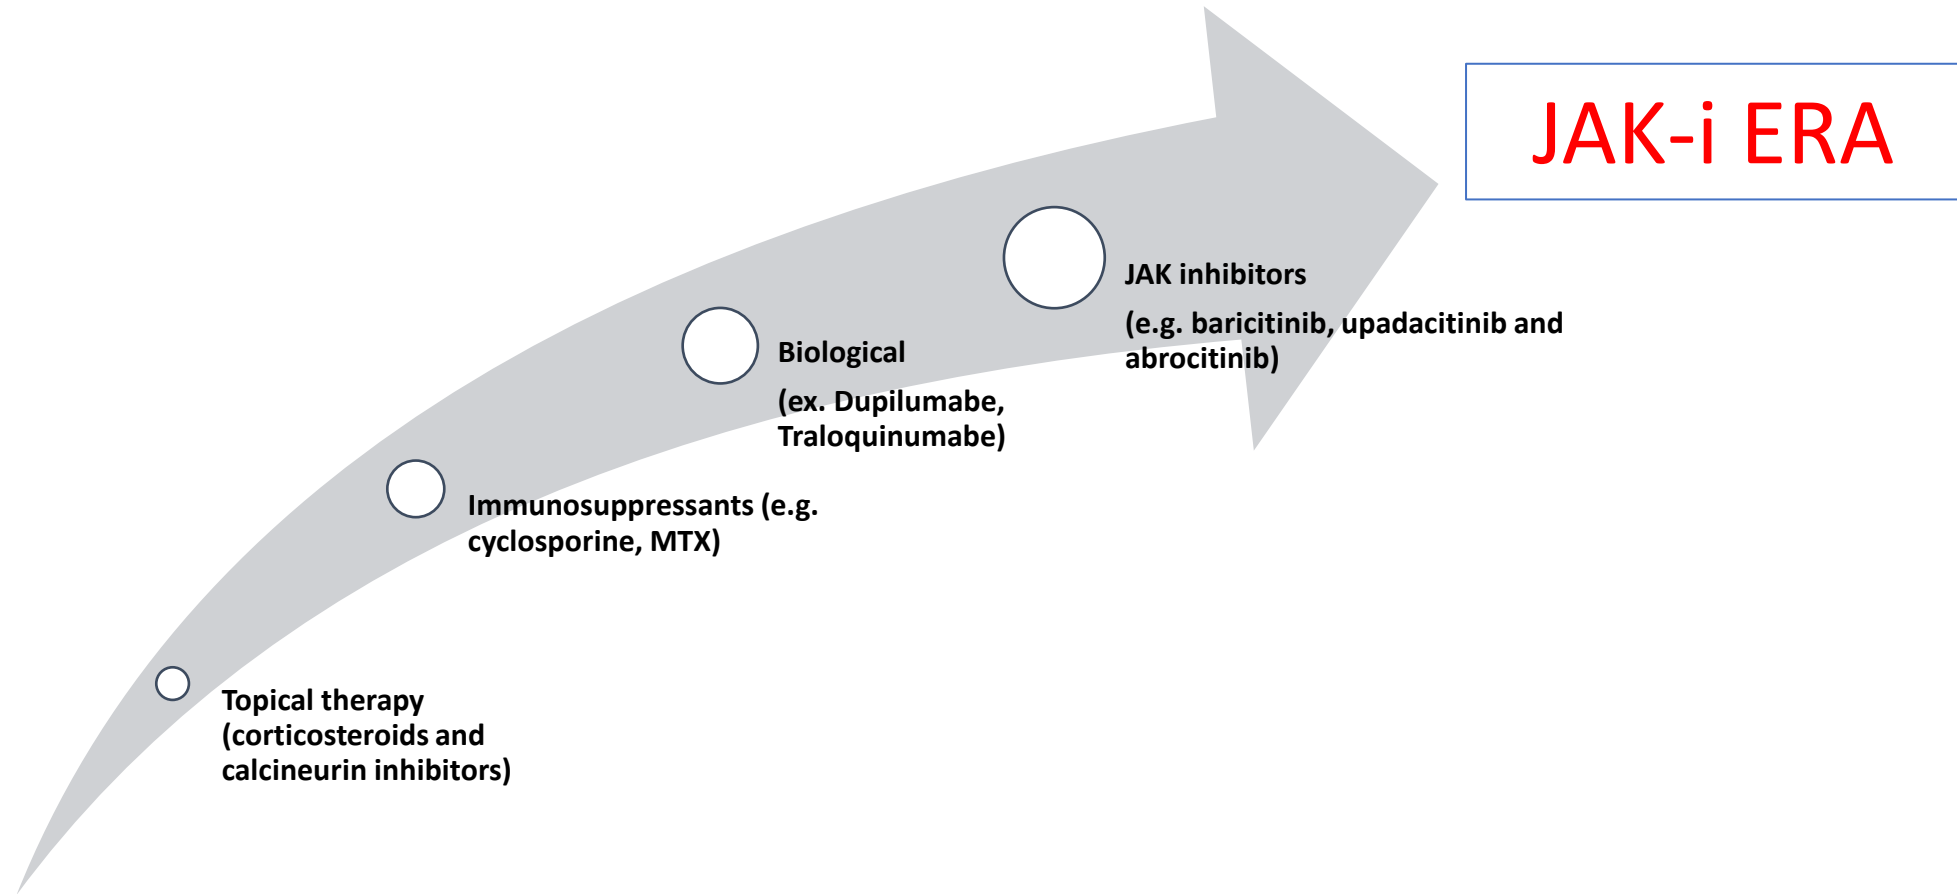 JAK-i ERA
JAK inhibitors
(e.g. baricitinib, upadacitinib and
abrocitinib)
Biological
(ex. Dupilumabe,
Traloquinumabe)
Immunosuppressants (e.g.
cyclosporine, MTX)
Topical therapy
(corticosteroids and
calcineurin inhibitors)